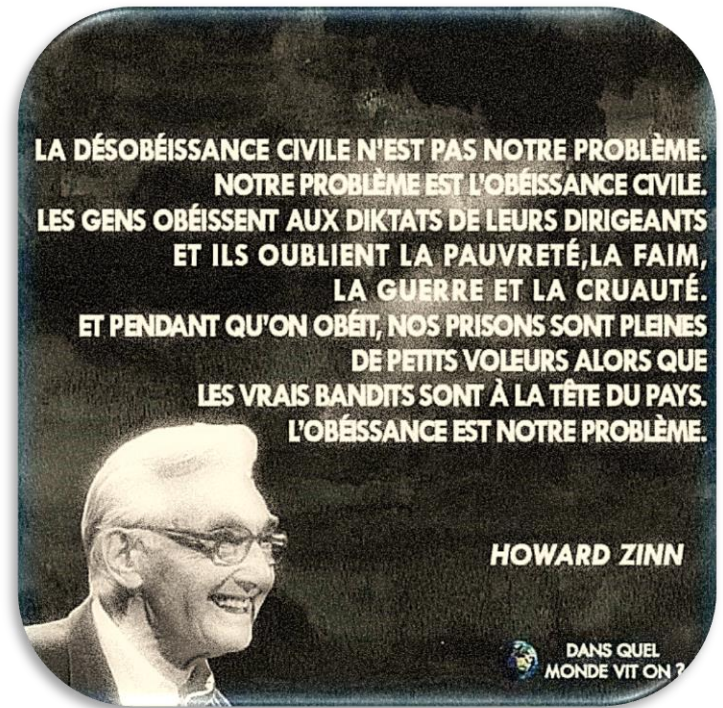 LA DÉSOBÉISSANCE CIVILE N'EST PAS NOTRE PROBLÈME.
NOTRE PROBLÈME EST L'OBÉISSANCE CIVILE.
LES GENS OBÉISSENT AUX DIKTATS DE LEURS DIRIGEANTS
ET ILS OUBLIENT LA PAUVRETÉ,LA FAIM,
LA GUERRE ET LA CRUAUTÉ.
ET PENDANT QU'ON OBÉIT, NOS PRISONS SONT PLEINES
DE PETITS VOLEURS ALORS QUE
LES VRAIS BANDITS SONT À LA TÊTE DU PAYS.
L'OBÉISSANCE EST NOTRE PROBLÈME.
HOWARD ZINN
DANS QUEL
MONDE VIT ON ?